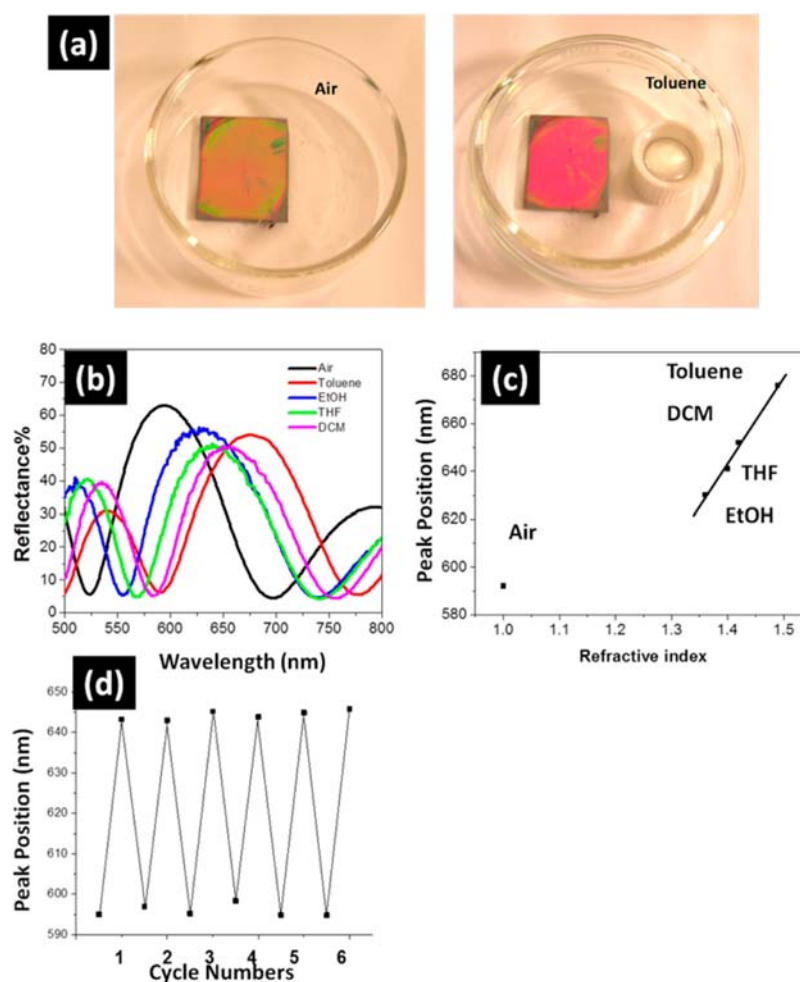 (a)
Air
Toluene
(b)
80
70
60
50
40
30
20
10
0
Reflectance%
Air
Toluene
EtOH
THF
DCM
500 550 600 650 700 750 800
Wavelength (nm)
(c)
680
660
640
620
600
580
Peak Position (nm)
Toluene
DCM
THF
EtOH
Air
1.0 1.1 1.2 1.3 1.4 1.5
Refractive index
(d)
650
640
630
620
610
600
590
Peak Position (nm)
1 2 3 4 5 6
Cycle Numbers